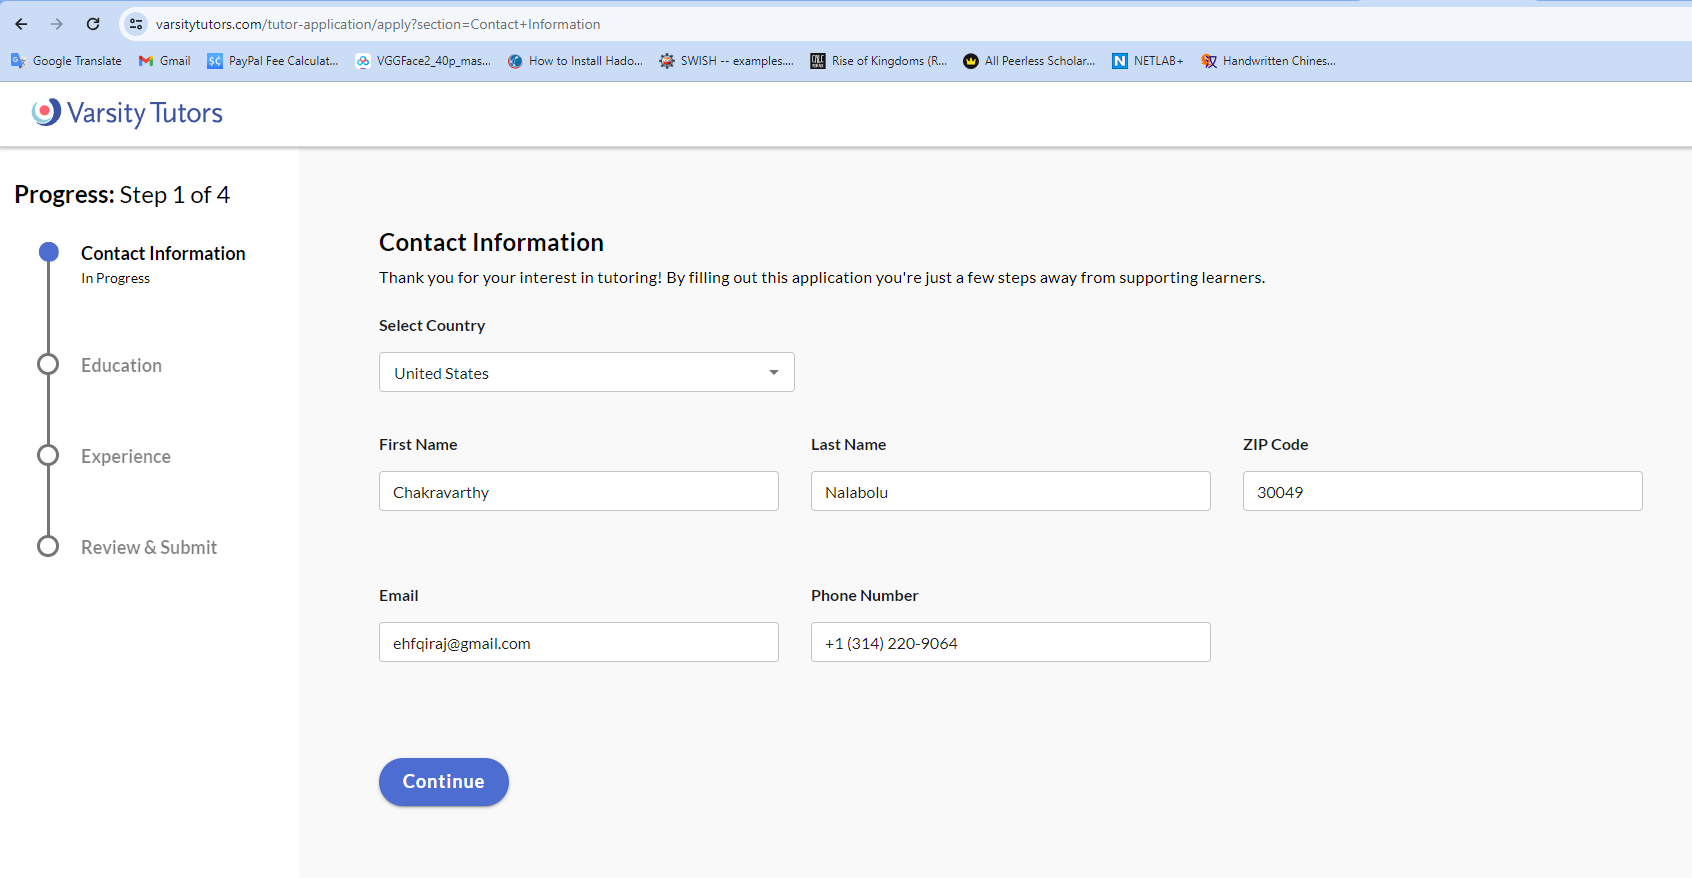 varsitytutors.com/tutor-application/apply?section=Contact+Information
Google Translate Gmail PayPal Fee Calculat... VGGFace2_40p_mas... How to Install Hado... SWISH -- examples.... Rise of Kingdoms (R... All Peerless Scholar... NETLAB+ Handwritten Chines...
Varsity Tutors
Progress: Step 1 of 4
Contact Information
In Progress
Education
Experience
Review & Submit
Contact Information
Thank you for your interest in tutoring! By filling out this application you're just a few steps away from supporting learners.
Select Country
United States
First Name Last Name ZIP Code
Chakravarthy Nalabolu 30049
Email Phone Number
ehfqiraj@gmail.com +1 (314) 220-9064
Continue